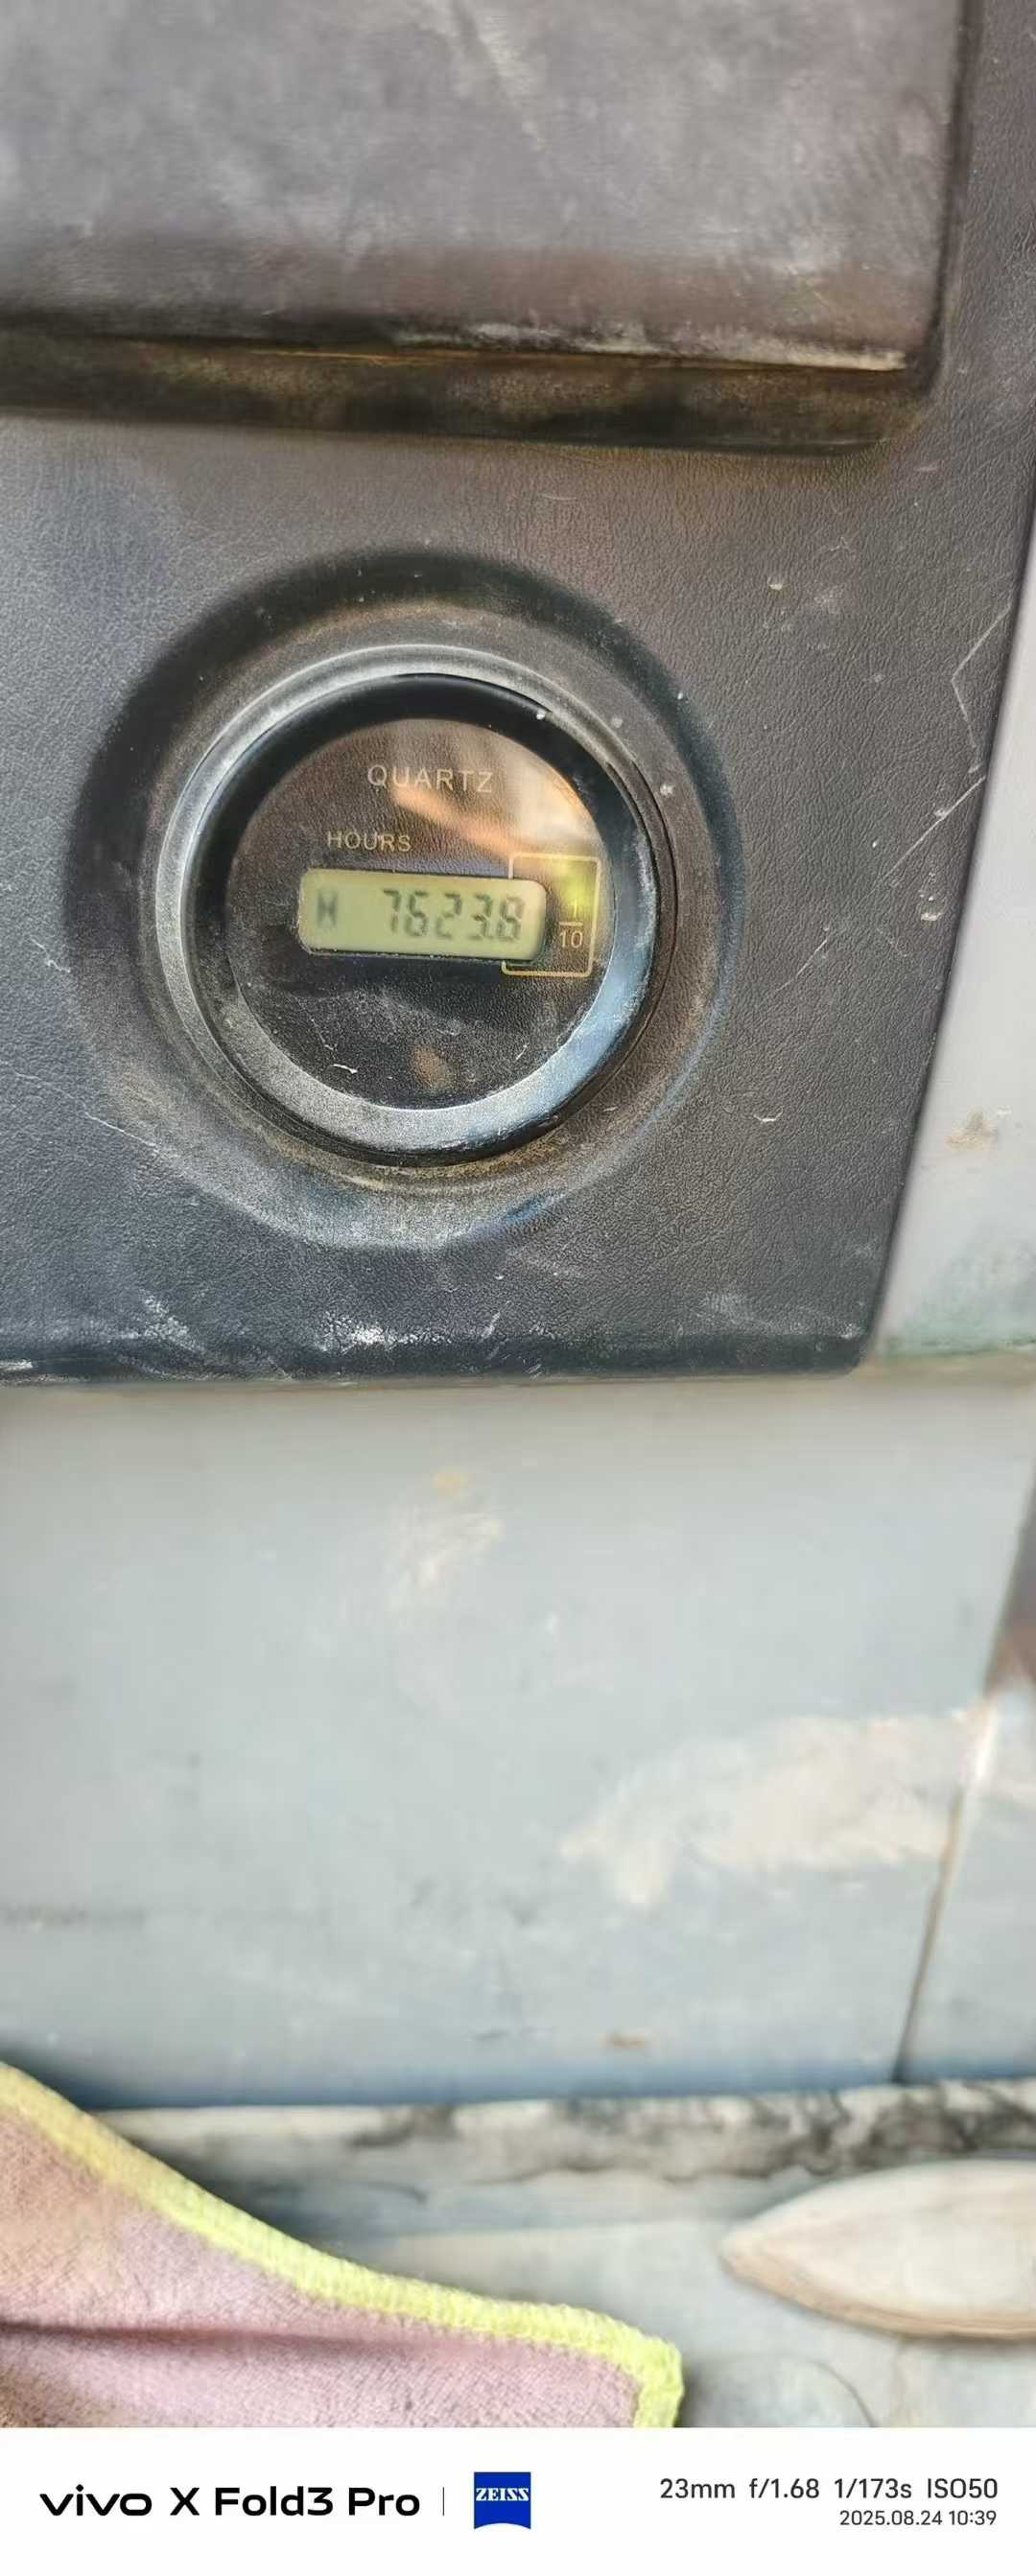 QUARTZ
HOURS
7623.8
1/10
vivo X Fold3 Pro
ZEISS
23mm f/1.68 1/173s ISO50
2025.08.24 10:39